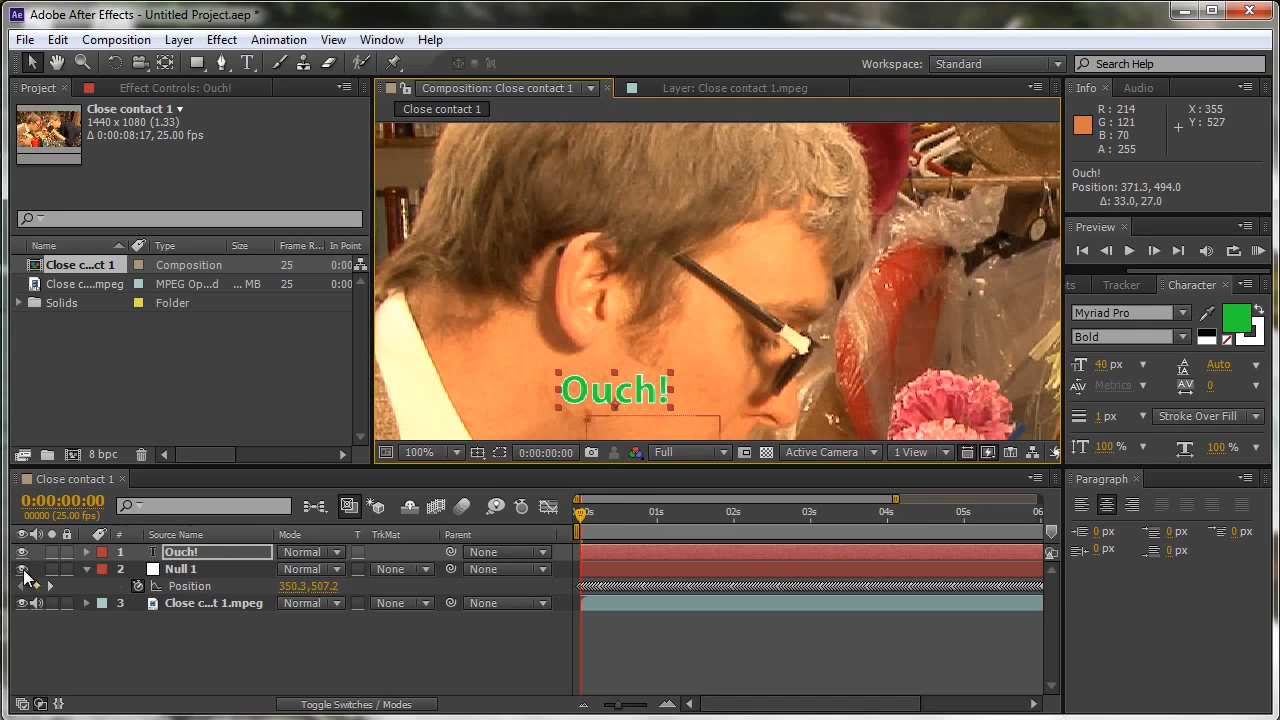 Ae Adobe After Effects - Untitled Project.aep *
File Edit Composition Layer Effect Animation View Window Help
Workspace: Standard Search Help
Project Effect Controls: Ouch! Composition: Close contact 1 Layer: Close contact 1.mpeg Info Audio
Close contact 1
1440 x 1080 (1.33)
Δ 0:00:08:17, 25.00 fps
Close contact 1
R: 214 X: 355
G: 121 Y: 527
B: 70
A: 255
Ouch!
Position: 371.3, 494.0
Δ: 33.0, 27.0
Preview
Name Type Size Frame R... In Point
Close c...ct 1 Composition 25 0:00
Close c....mpeg MPEG Op...d ... MB 25 0:00
Solids Folder
ts Tracker Character
Myriad Pro
Bold
40 px Auto
Metrics 0
1 px Stroke Over Fill
100 % 100 %
Ouch!
8 bpc
100% 0:00:00:00 Full Active Camera 1 View
Paragraph
0 px 0 px 0 px
0 px 0 px
Close contact 1
0:00:00:00
00000 (25.00 fps)
01s 02s 03s 04s 05s 06
# Source Name Mode T TrkMat Parent
1 T Ouch! Normal None
2 Null 1 Normal None None
Position 350.3,507.2
3 Close c...t 1.mpeg Normal None None
Toggle Switches / Modes